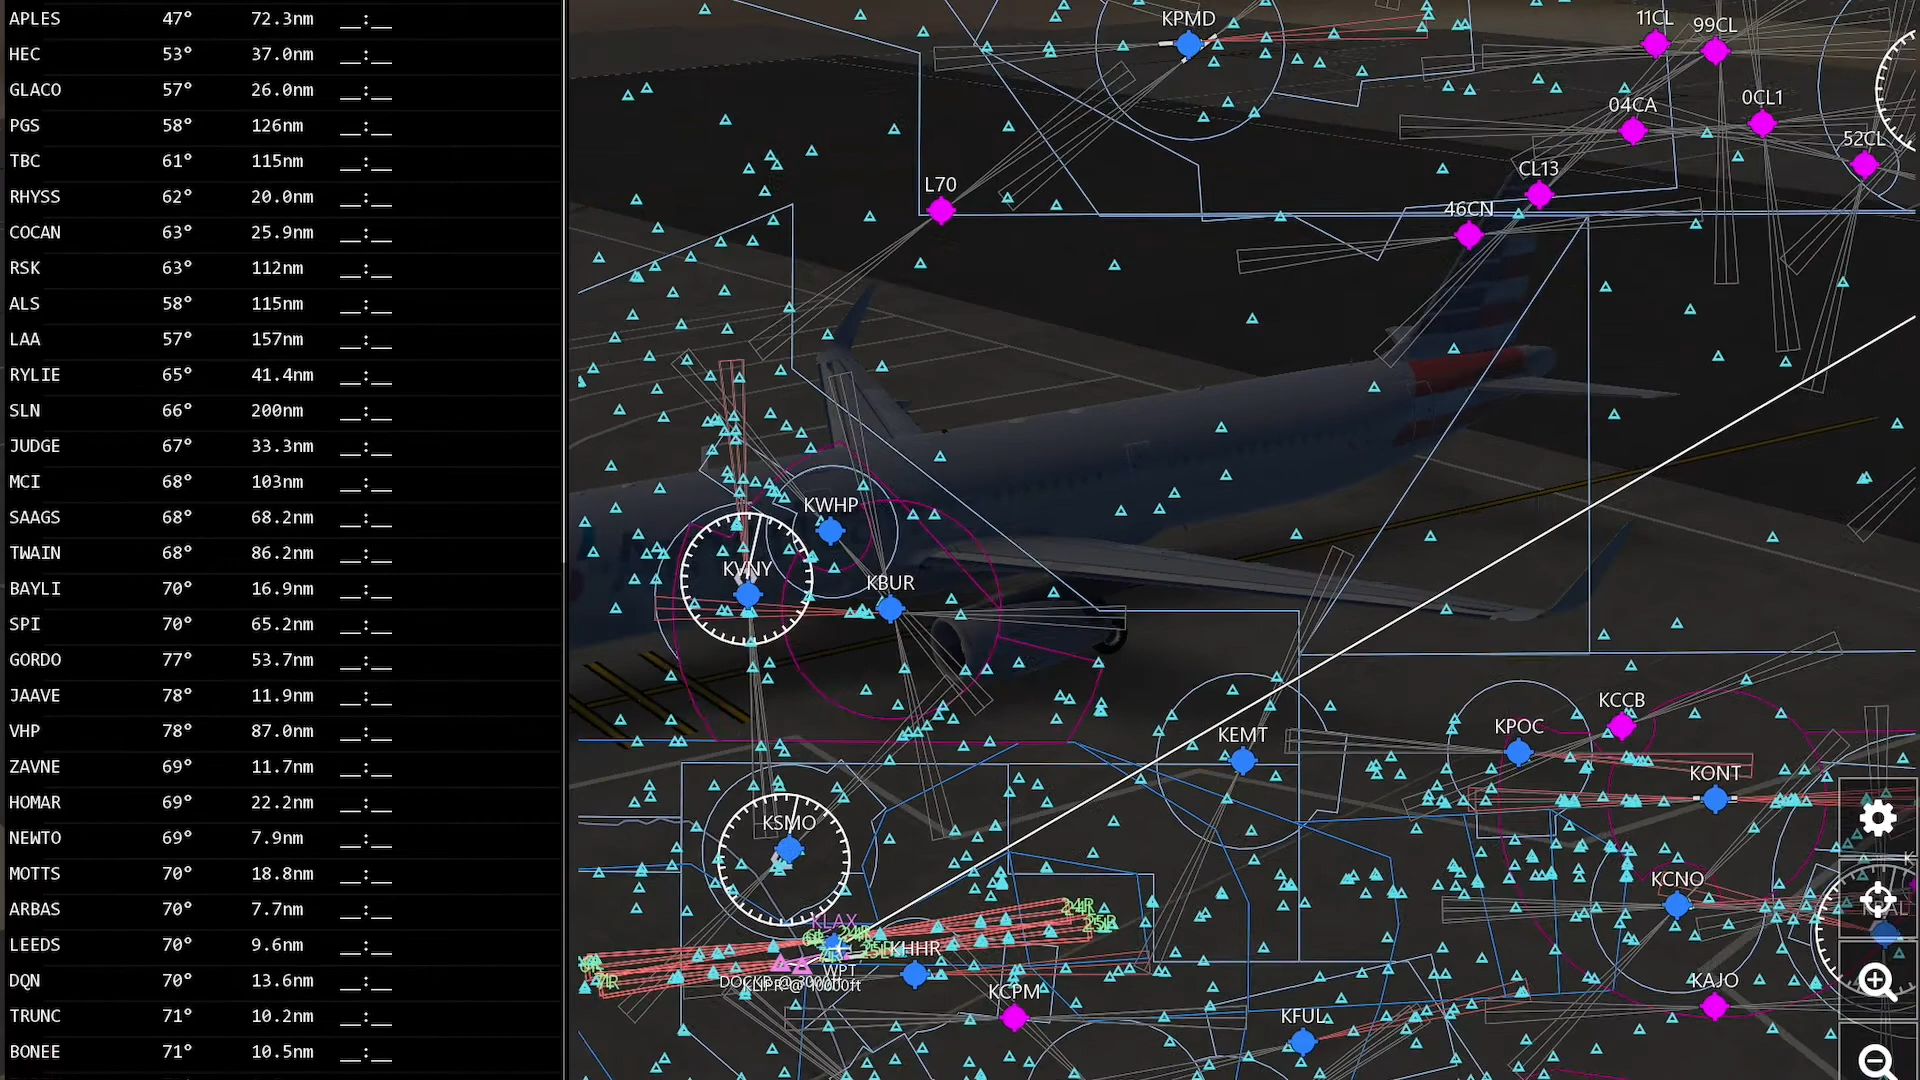 APLES 47° 72.3nm __:__
HEC 53° 37.0nm __:__
GLACO 57° 26.0nm __:__
PGS 58° 126nm __:__
TBC 61° 115nm __:__
RHYSS 62° 20.0nm __:__
COCAN 63° 25.9nm __:__
RSK 63° 112nm __:__
ALS 58° 115nm __:__
LAA 57° 157nm __:__
RYLIE 65° 41.4nm __:__
SLN 66° 200nm __:__
JUDGE 67° 33.3nm __:__
MCI 68° 103nm __:__
SAAGS 68° 68.2nm __:__
TWAIN 68° 86.2nm __:__
BAYLI 70° 16.9nm __:__
SPI 70° 65.2nm __:__
GORDO 77° 53.7nm __:__
JAAVE 78° 11.9nm __:__
VHP 78° 87.0nm __:__
ZAVNE 69° 11.7nm __:__
HOMAR 69° 22.2nm __:__
NEWTO 69° 7.9nm __:__
MOTTS 70° 18.8nm __:__
ARBAS 70° 7.7nm __:__
LEEDS 70° 9.6nm __:__
DQN 70° 13.6nm __:__
TRUNC 71° 10.2nm __:__
BONEE 71° 10.5nm __:__
KPMD
11CL
99CL
04CA
0CL1
52CL
CL13
L70
46CN
KWHP
KVNY
KBUR
KCCB
KPOC
KEMT
KONT
KSMO
KCNO
24R
25R
KLAX
24R
25L
KHHR
WPT
7R
KAJO
KCPM
KFUL